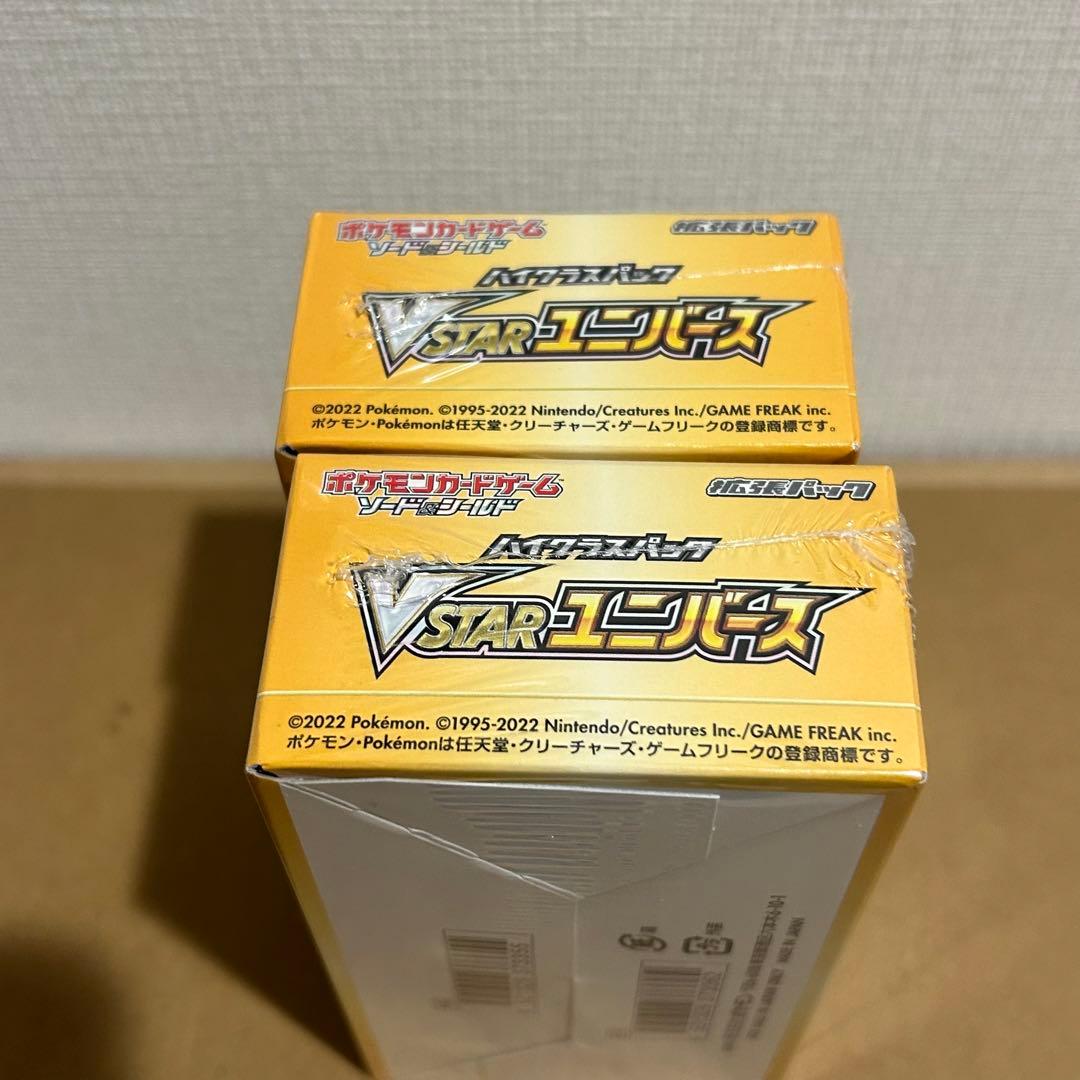 ポケモンカードゲーム
ソード&シールド
拡張パック
ハイクラスパック
VSTARユニバース
©2022 Pokémon. ©1995-2022 Nintendo/Creatures Inc./GAME FREAK inc.
ポケモン・Pokémonは任天堂・クリーチャーズ・ゲームフリークの登録商標です。
ポケモンカードゲーム
ソード&シールド
拡張パック
ハイクラスパック
VSTARユニバース
©2022 Pokémon. ©1995-2022 Nintendo/Creatures Inc./GAME FREAK inc.
ポケモン・Pokémonは任天堂・クリーチャーズ・ゲームフリークの登録商標です。
MADE IN JAPAN